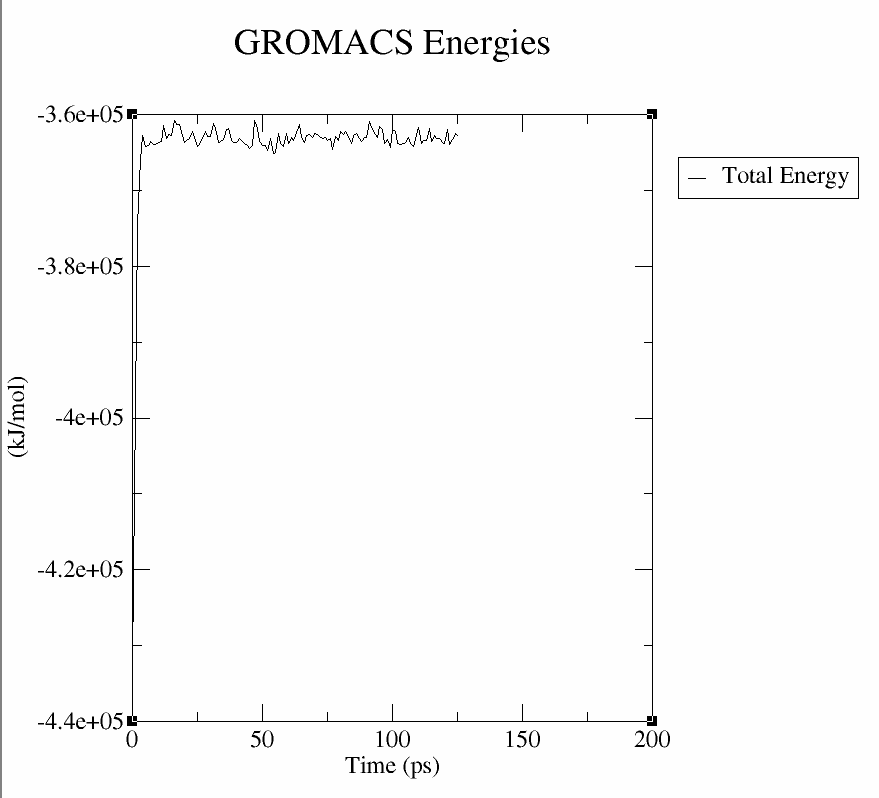 GROMACS Energies
-3.6e+05
Total Energy
-3.8e+05
-4e+05
(kJ/mol)
-4.2e+05
-4.4e+05
0 50 100 150 200
Time (ps)